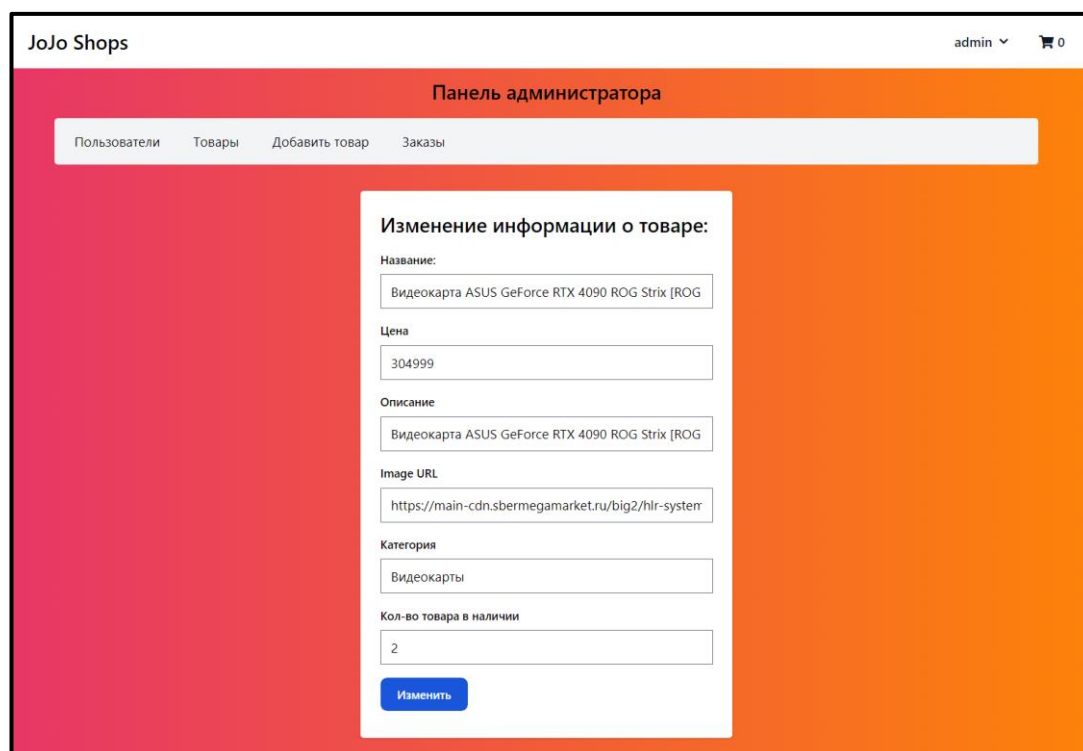 JoJo Shops
admin
0
Панель администратора
Пользователи Товары Добавить товар Заказы
Изменение информации о товаре:
Название:
Видеокарта ASUS GeForce RTX 4090 ROG Strix [ROG
Цена
304999
Описание
Видеокарта ASUS GeForce RTX 4090 ROG Strix [ROG
Image URL
https://main-cdn.sbermegamarket.ru/big2/hlr-system
Категория
Видеокарты
Кол-во товара в наличии
2
Изменить